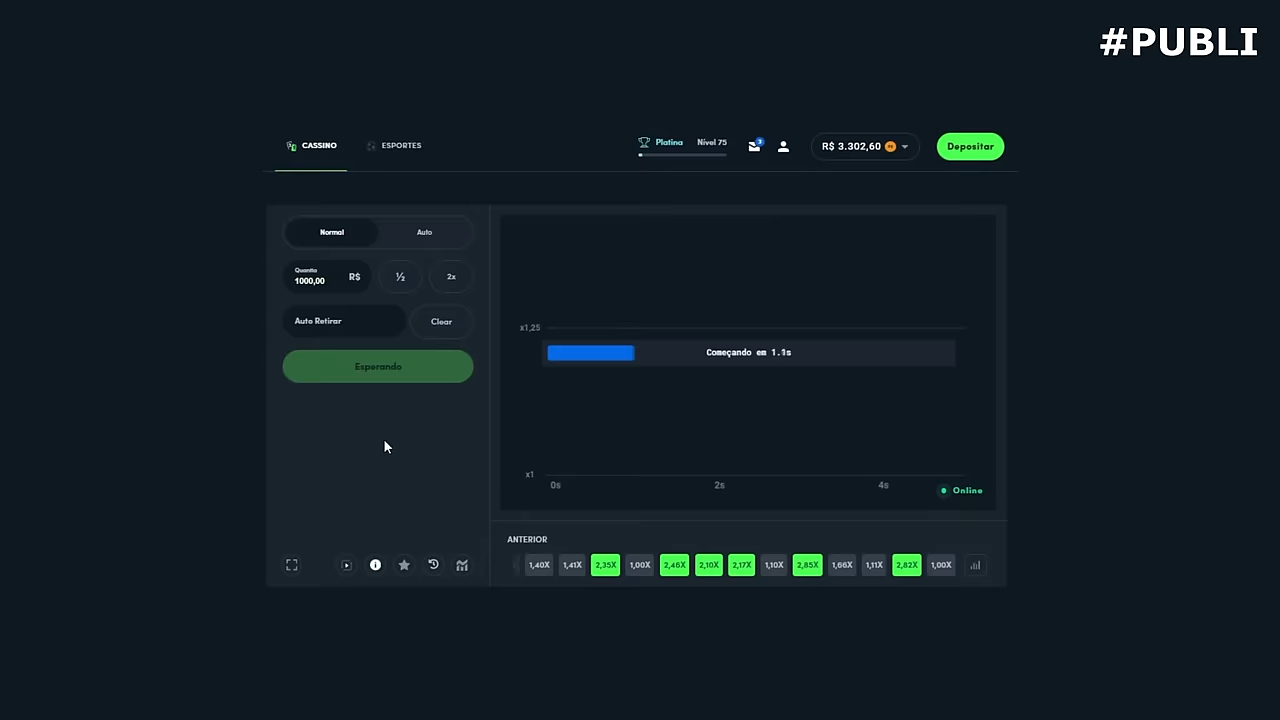 #PUBLI
CASSINO
ESPORTES
Platina
Nível 75
3
R$ 3.302,60
Depositar
Normal
Auto
Quantia
1000,00
R$
½
2x
Auto Retirar
Clear
Esperando
x1,25
Começando em
x1
0s
2s
4s
Online
ANTERIOR
1,40X
1,41X
2,35X
1,00X
2,46X
2,10X
2,17X
1,10X
2,85X
1,66X
1,11X
2,82X
1,00X